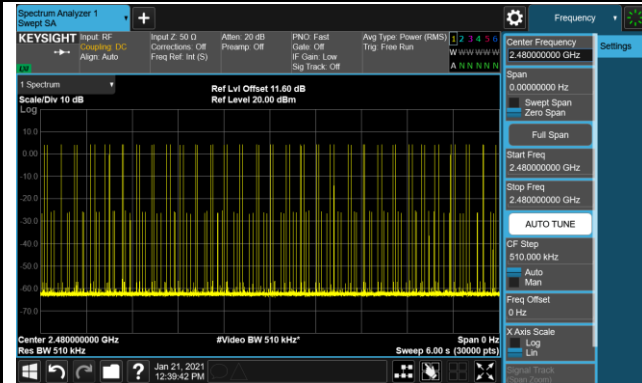 Spectrum Analyzer 1
Swept SA
+
Frequency
KEYSIGHT
Input: RF
Coupling: DC
Align: Auto
Input Z: 50 Ω
Corrections: Off
Freq Ref: Int (S)
Atten: 20 dB
Preamp: Off
PNO: Fast
Gate: Off
IF Gain: Low
Sig Track: Off
Avg Type: Power (RMS)
Trig: Free Run
1 2 3 4 5 6
W W W W W W
A N N N N N
1 Spectrum
Scale/Div 10 dB
Ref Lvl Offset 11.60 dB
Ref Level 20.00 dBm
Log
10.0
0.00
-10.0
-20.0
-30.0
-40.0
-50.0
-60.0
-70.0
Center 2.480000000 GHz
Res BW 510 kHz
#Video BW 510 kHz*
Span 0 Hz
Sweep 6.00 s (30000 pts)
Center Frequency
2.480000000 GHz
Settings
Span
0.00000000 Hz
Swept Span
Zero Span
Full Span
Start Freq
2.480000000 GHz
Stop Freq
2.480000000 GHz
AUTO TUNE
CF Step
510.000 kHz
Auto
Man
Freq Offset
0 Hz
X Axis Scale
Log
Lin
Signal Track
(Span Zoom)
?
Jan 21, 2021
12:39:42 PM